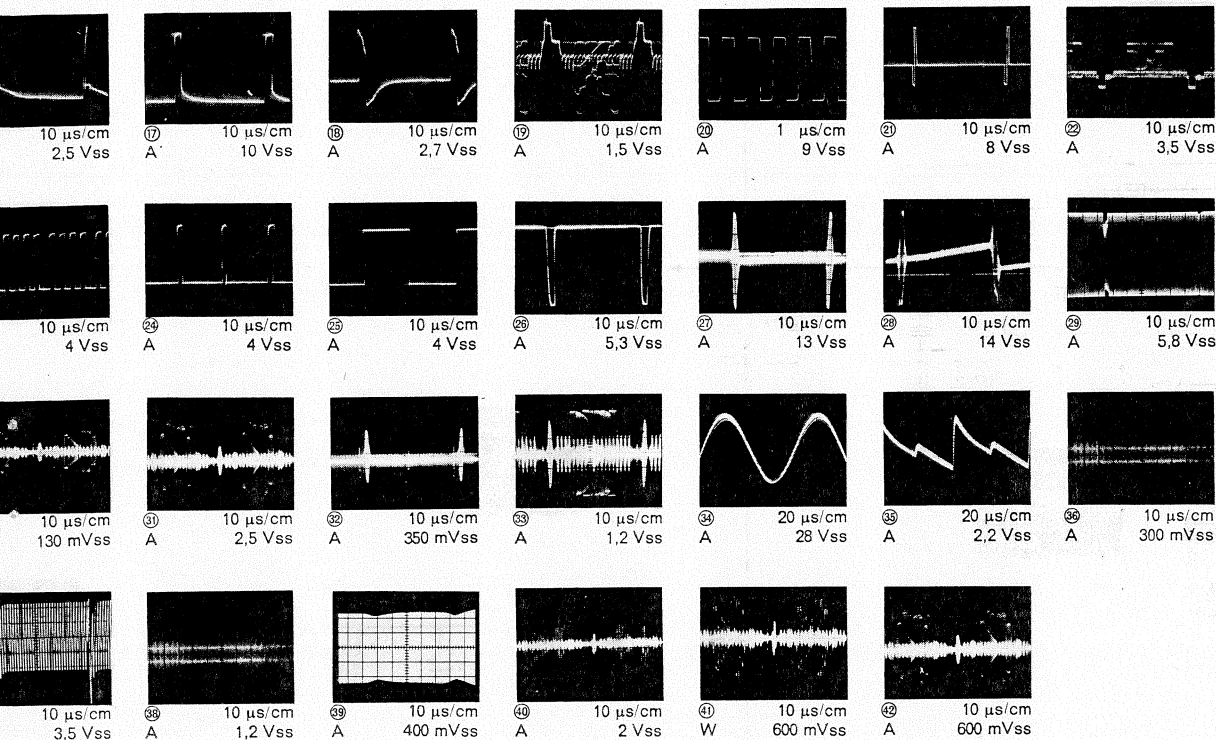 10 µs/cm
2,5 Vss
⑰ 10 µs/cm
A 10 Vss
⑱ 10 µs/cm
A 2,7 Vss
⑲ 10 µs/cm
A 1,5 Vss
⑳ 1 µs/cm
A 9 Vss
㉑ 10 µs/cm
A 8 Vss
㉒ 10 µs/cm
A 3,5 Vss
10 µs/cm
4 Vss
㉔ 10 µs/cm
A 4 Vss
㉕ 10 µs/cm
A 4 Vss
㉖ 10 µs/cm
A 5,3 Vss
㉗ 10 µs/cm
A 13 Vss
㉘ 10 µs/cm
A 14 Vss
㉙ 10 µs/cm
A 5,8 Vss
10 µs/cm
130 mVss
㉛ 10 µs/cm
A 2,5 Vss
㉜ 10 µs/cm
A 350 mVss
㉝ 10 µs/cm
A 1,2 Vss
㉞ 20 µs/cm
A 28 Vss
㉟ 20 µs/cm
A 2,2 Vss
㊱ 10 µs/cm
A 300 mVss
10 µs/cm
3,5 Vss
㊳ 10 µs/cm
A 1,2 Vss
㊴ 10 µs/cm
A 400 mVss
㊵ 10 µs/cm
A 2 Vss
㊶ 10 µs/cm
W 600 mVss
㊷ 10 µs/cm
A 600 mVss